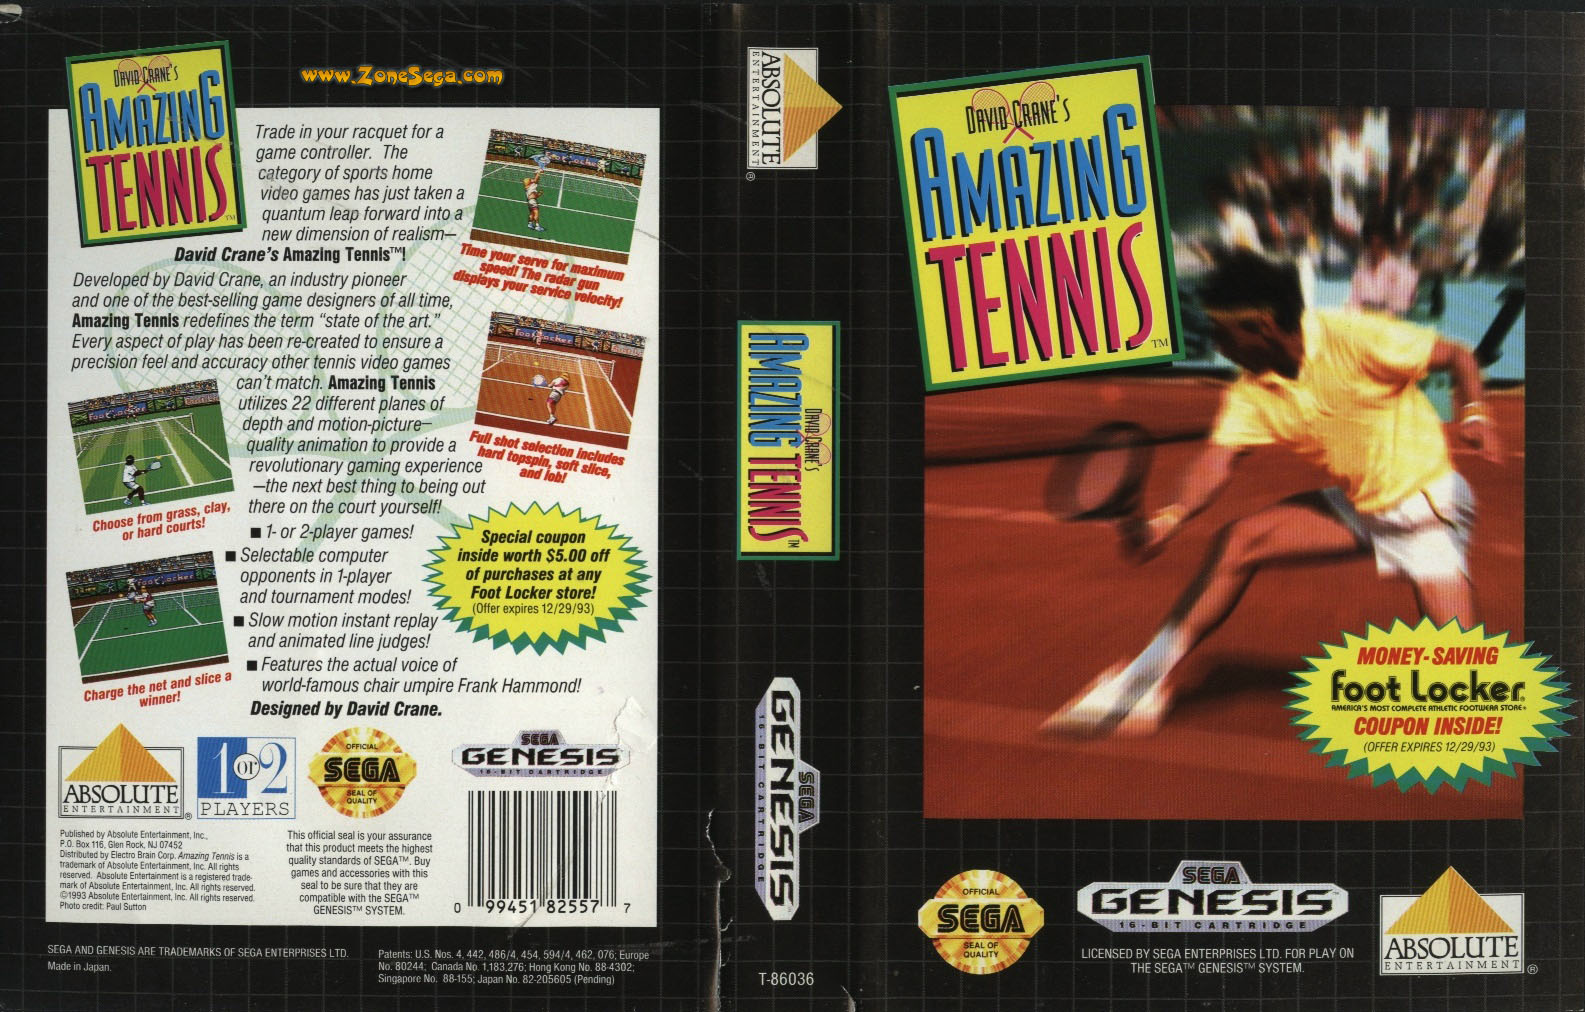 www.ZoneSega.com
DAVID CRANE'S
AMAZING
TENNIS™
Trade in your racquet for a
game controller. The
category of sports home
video games has just taken a
quantum leap forward into a
new dimension of realism—
David Crane's Amazing Tennis™!
Developed by David Crane, an industry pioneer
and one of the best-selling game designers of all time,
Amazing Tennis redefines the term “state of the art.”
Every aspect of play has been re-created to ensure a
precision feel and accuracy other tennis video games
can't match. Amazing Tennis
utilizes 22 different planes of
depth and motion-picture–
quality animation to provide a
revolutionary gaming experience
—the next best thing to being out
there on the court yourself!
■ 1- or 2-player games!
■ Selectable computer
opponents in 1-player
and tournament modes!
■ Slow motion instant replay
and animated line judges!
■ Features the actual voice of
world-famous chair umpire Frank Hammond!
Designed by David Crane.
foot locker
Time your serve for maximum
speed! The radar gun
displays your service velocity!
foot locker
Full shot selection includes
hard topspin, soft slice,
and lob!
foot locker
Choose from grass, clay,
or hard courts!
foot locker
Charge the net and slice a
winner!
Special coupon
inside worth $5.00 off
of purchases at any
Foot Locker store!
(Offer expires 12/29/93)
ABSOLUTE
ENTERTAINMENT®
1 or 2
PLAYERS
OFFICIAL
SEGA
SEAL OF
QUALITY
SEGA
GENESIS
16-BIT CARTRIDGE
Published by Absolute Entertainment, Inc.,
P.O. Box 116, Glen Rock, NJ 07452
Distributed by Electro Brain Corp. Amazing Tennis is a
trademark of Absolute Entertainment, Inc. All rights
reserved. Absolute Entertainment is a registered trade-
mark of Absolute Entertainment, Inc. All rights reserved.
©1993 Absolute Entertainment, Inc. All rights reserved.
Photo credit: Paul Sutton
This official seal is your assurance
that this product meets the highest
quality standards of SEGA™. Buy
games and accessories with this
seal to be sure that they are
compatible with the SEGA™
GENESIS™ SYSTEM.
0 99451 82557 7
SEGA AND GENESIS ARE TRADEMARKS OF SEGA ENTERPRISES LTD.
Made in Japan.
Patents: U.S. Nos. 4, 442, 486/4, 454, 594/4, 462, 076; Europe
No. 80244; Canada No. 1,183,276; Hong Kong No. 88-4302;
Singapore No. 88-155; Japan No. 82-205605 (Pending)
ABSOLUTE
ENTERTAINMENT
®
DAVID CRANE'S
AMAZING TENNIS™
SEGA
GENESIS
16-BIT CARTRIDGE
T-86036
DAVID CRANE'S
AMAZING
TENNIS™
MONEY-SAVING
foot Locker®
AMERICA'S MOST COMPLETE ATHLETIC FOOTWEAR STORE®
COUPON INSIDE!
(OFFER EXPIRES 12/29/93)
OFFICIAL
SEGA
SEAL OF
QUALITY
SEGA
GENESIS™
16-BIT CARTRIDGE
LICENSED BY SEGA ENTERPRISES LTD. FOR PLAY ON
THE SEGA™ GENESIS™ SYSTEM.
ABSOLUTE
ENTERTAINMENT®